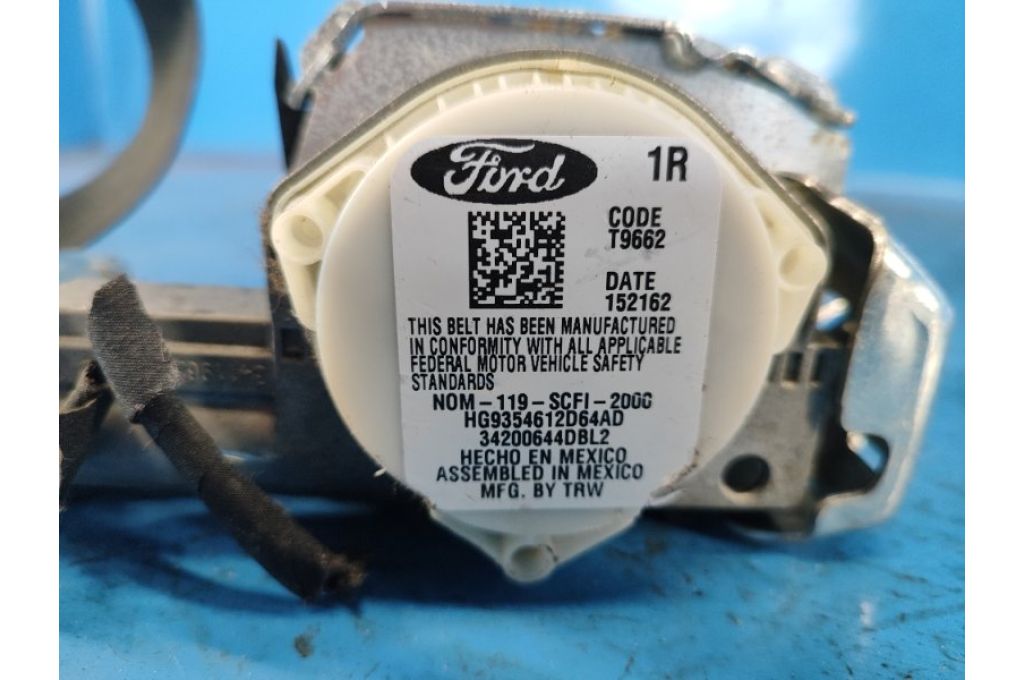 Ford
1R
CODE
T9662
DATE
152162
THIS BELT HAS BEEN MANUFACTURED
IN CONFORMITY WITH ALL APPLICABLE
FEDERAL MOTOR VEHICLE SAFETY
STANDARDS
NOM-119-SCFI-2000
HG9354612D64AD
34200644DBL2
HECHO EN MEXICO
ASSEMBLED IN MEXICO
MFG. BY TRW